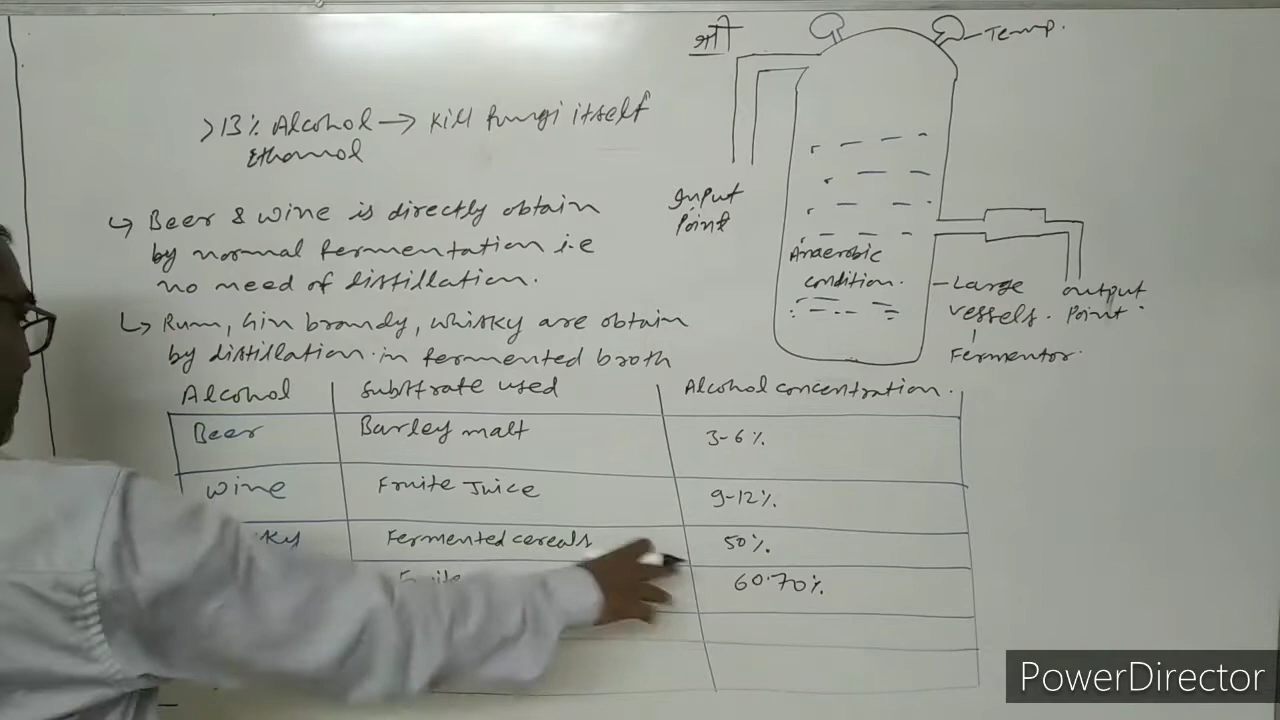 श्री
Temp.
>13% Alcohol → Kill fungi itself
Ethanol
Input
Point
↳ Beer & wine is directly obtain
by normal fermentation i.e
no need of distillation.
↳ Rum, Gin brandy, whisky are obtain
by distillation in fermented broth
Anaerobic
condition.
Large
vessels.
Fermentor.
output
Point
Alcohol Substrate used Alcohol concentration.
Beer Barley malt 3-6%
Wine Fruite Juice 9-12%.
sky Fermented cereals 50%.
60-70%.
PowerDirector